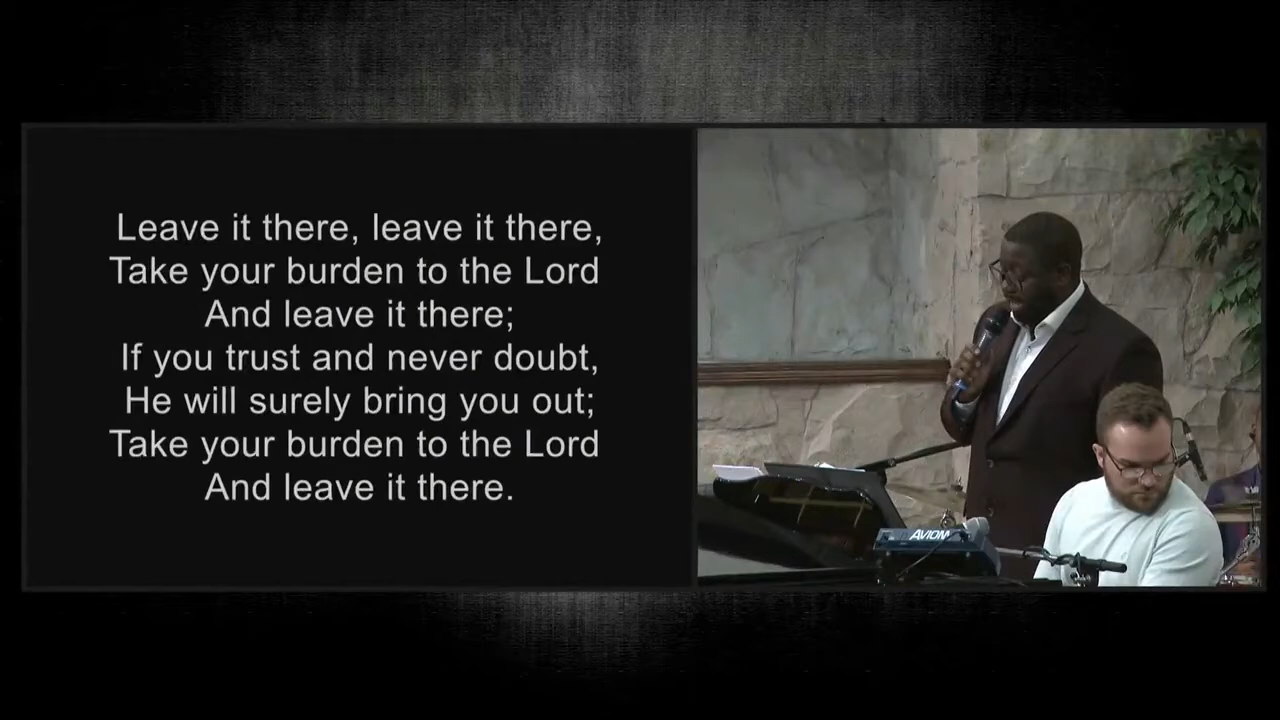 Leave it there, leave it there,
Take your burden to the Lord
And leave it there;
If you trust and never doubt,
He will surely bring you out;
Take your burden to the Lord
And leave it there.
AVIOM